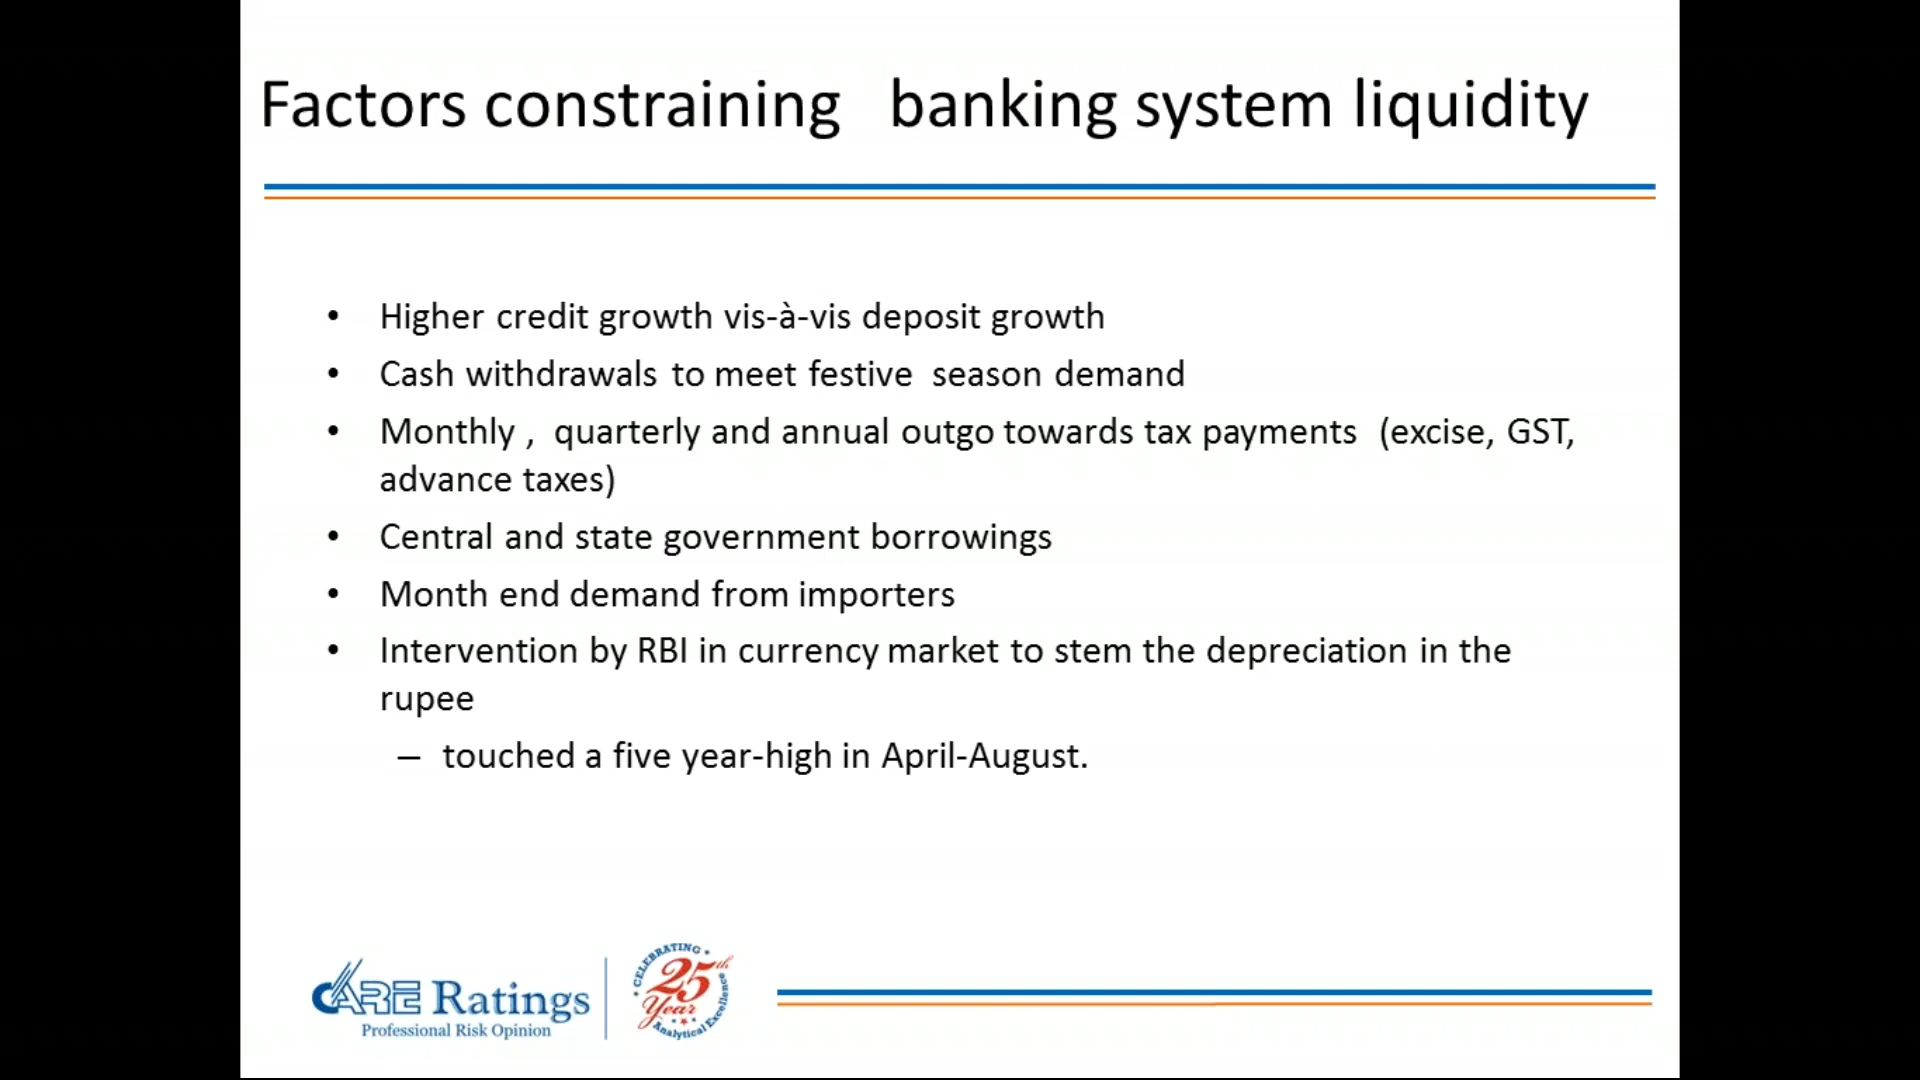 Factors constraining banking system liquidity
• Higher credit growth vis-à-vis deposit growth
• Cash withdrawals to meet festive season demand
• Monthly , quarterly and annual outgo towards tax payments (excise, GST,
advance taxes)
• Central and state government borrowings
• Month end demand from importers
• Intervention by RBI in currency market to stem the depreciation in the
rupee
– touched a five year-high in April-August.
CARE Ratings
Professional Risk Opinion
CELEBRATING
25th
Year
Analytical Excellence